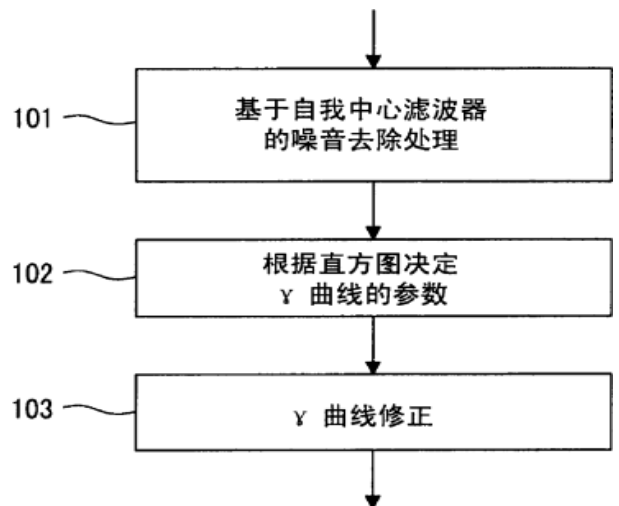 101
基于自我中心滤波器
的噪音去除处理
102
根据直方图决定
γ 曲线的参数
103
γ 曲线修正